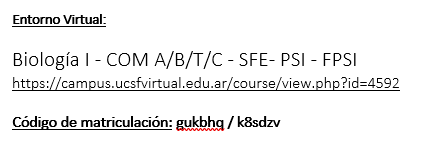 Entorno Virtual:
Biología I - COM A/B/T/C - SFE- PSI - FPSI
https://campus.ucsfvirtual.edu.ar/course/view.php?id=4592
Código de matriculación: gukbhq / k8sdzv